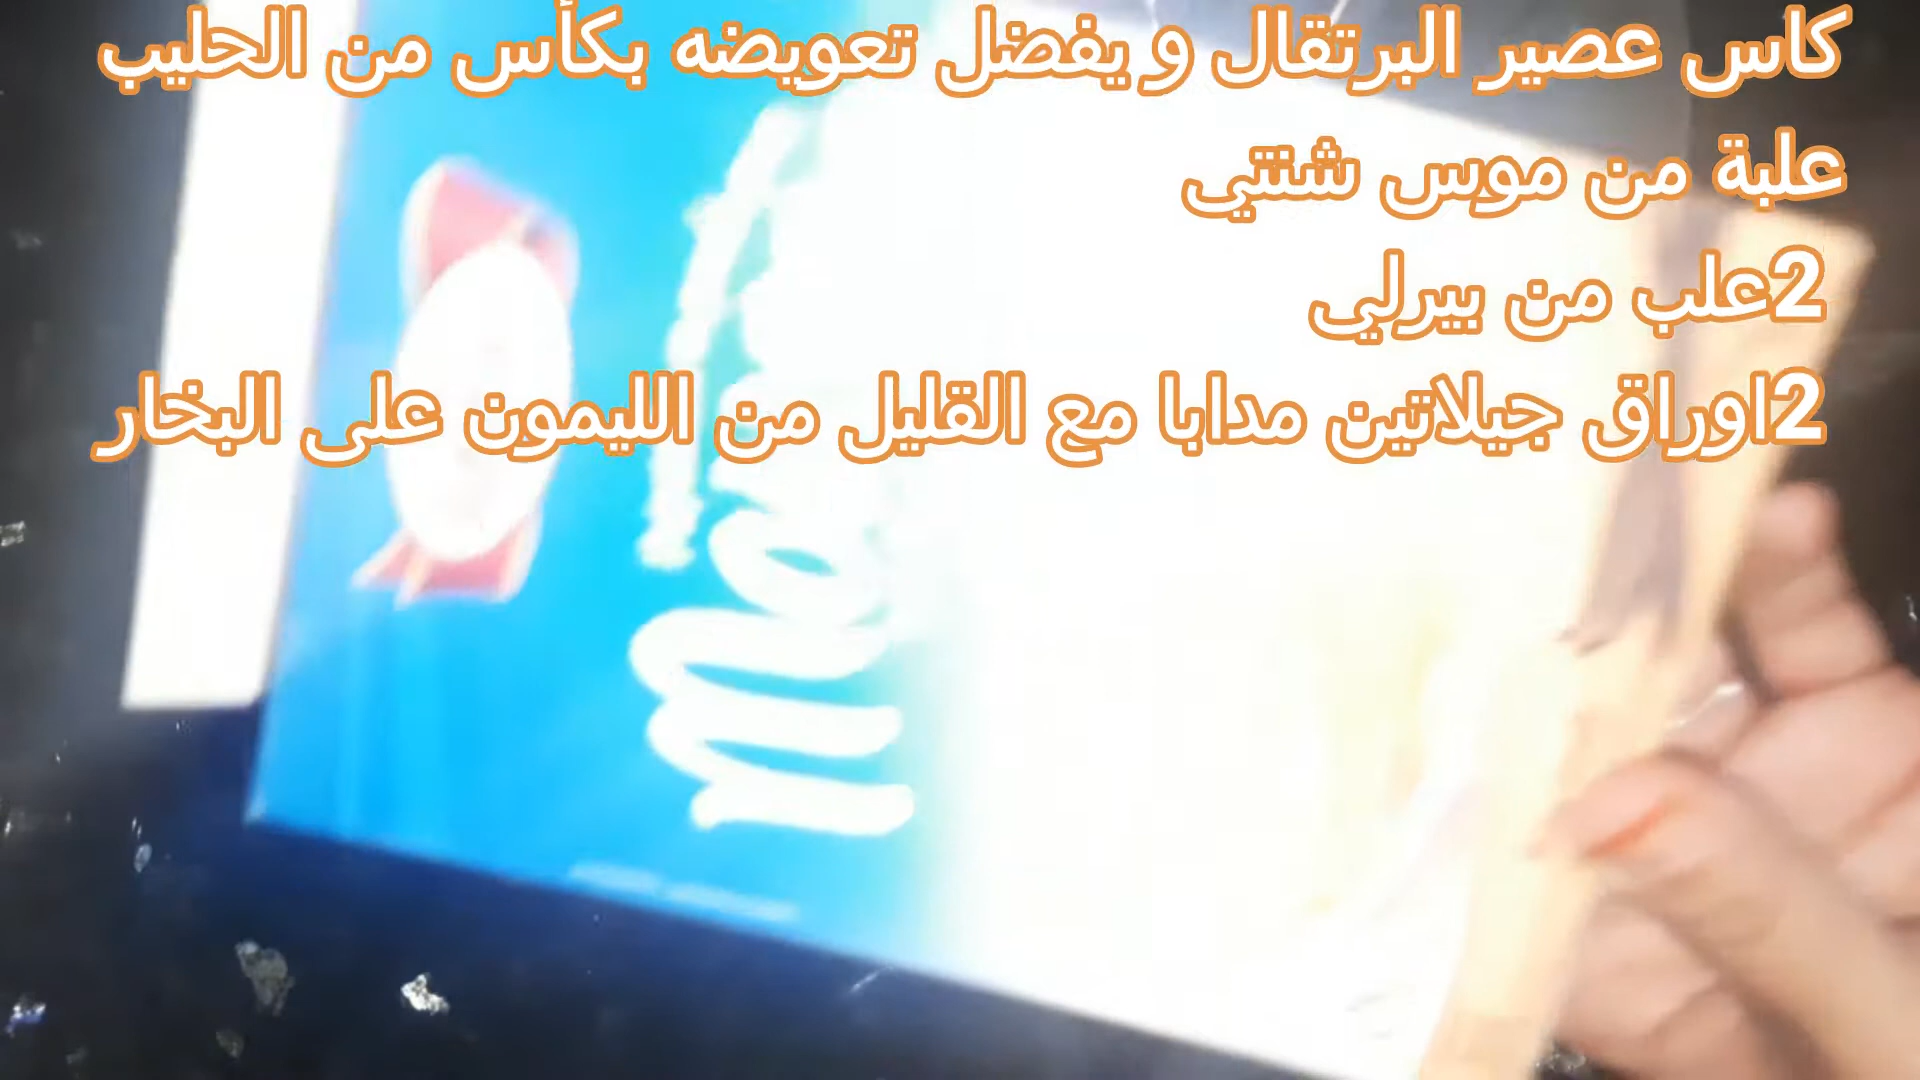 كاس عصير البرتقال و يفضل تعويضه بكأس من الحليب
علبة من موس شنتي
2علب من بيرلي
2اوراق جيلاتين مدابا مع القليل من الليمون على البخار